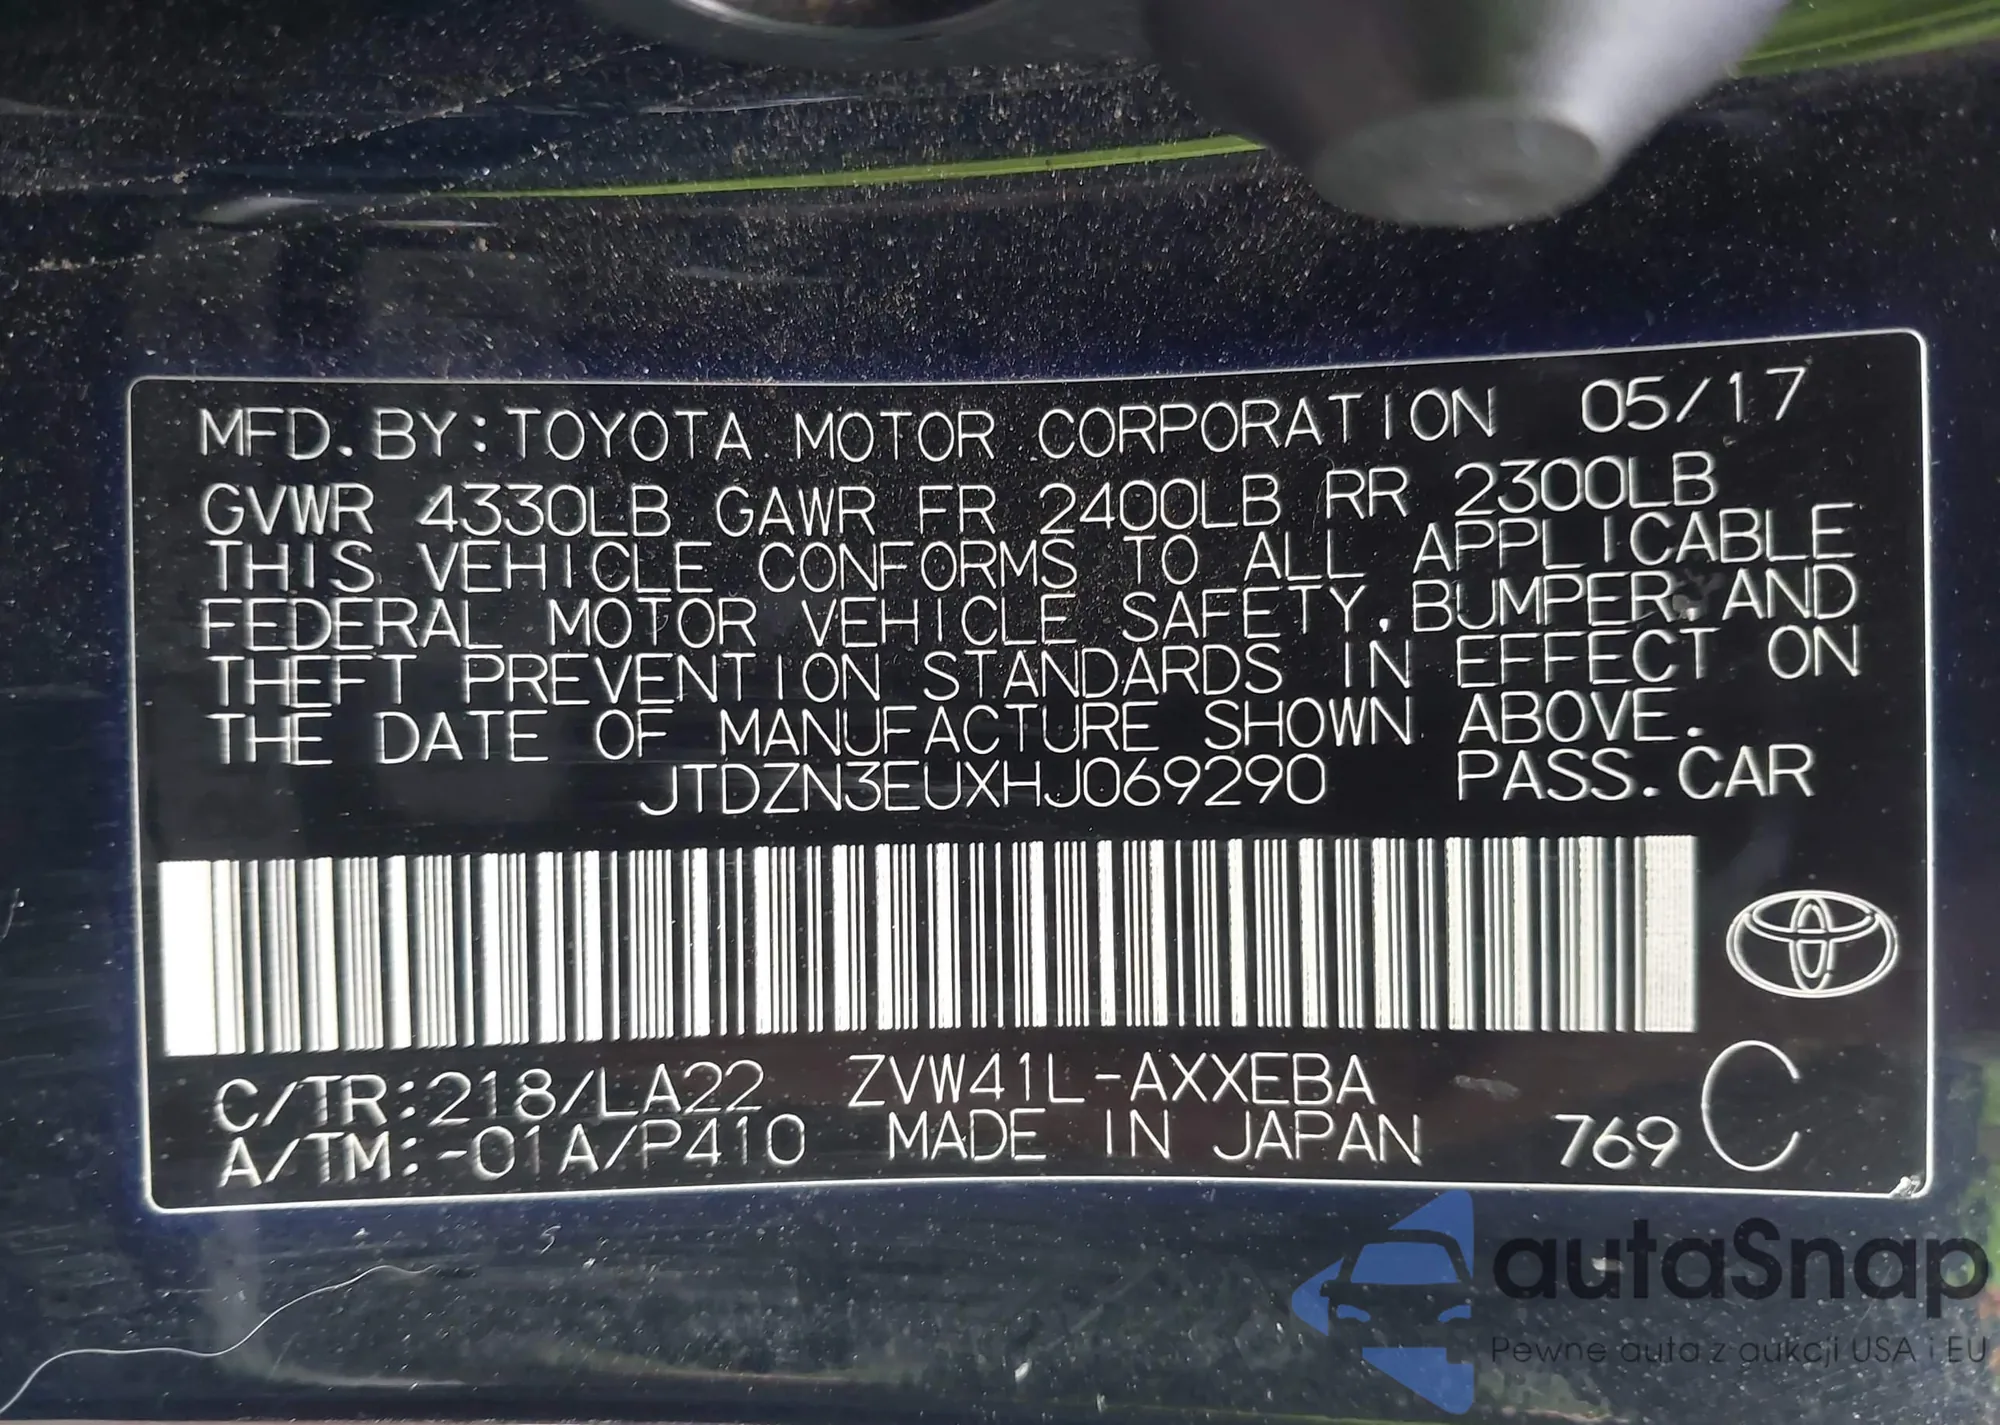 MFD. BY: TOYOTA MOTOR CORPORATION 05/17
GVWR 4330LB GAWR FR 2400LB RR 2300LB
THIS VEHICLE CONFORMS TO ALL APPLICABLE
FEDERAL MOTOR VEHICLE SAFETY, BUMPER, AND
THEFT PREVENTION STANDARDS IN EFFECT ON
THE DATE OF MANUFACTURE SHOWN ABOVE.
JTDZN3EUXHJ069290 PASS. CAR
C/TR: 218/LA22 ZVW41L-AXXEBA
A/TM: -01A/P410 MADE IN JAPAN 769 C
autaSnap
Pewne auta z aukcji USA i EU